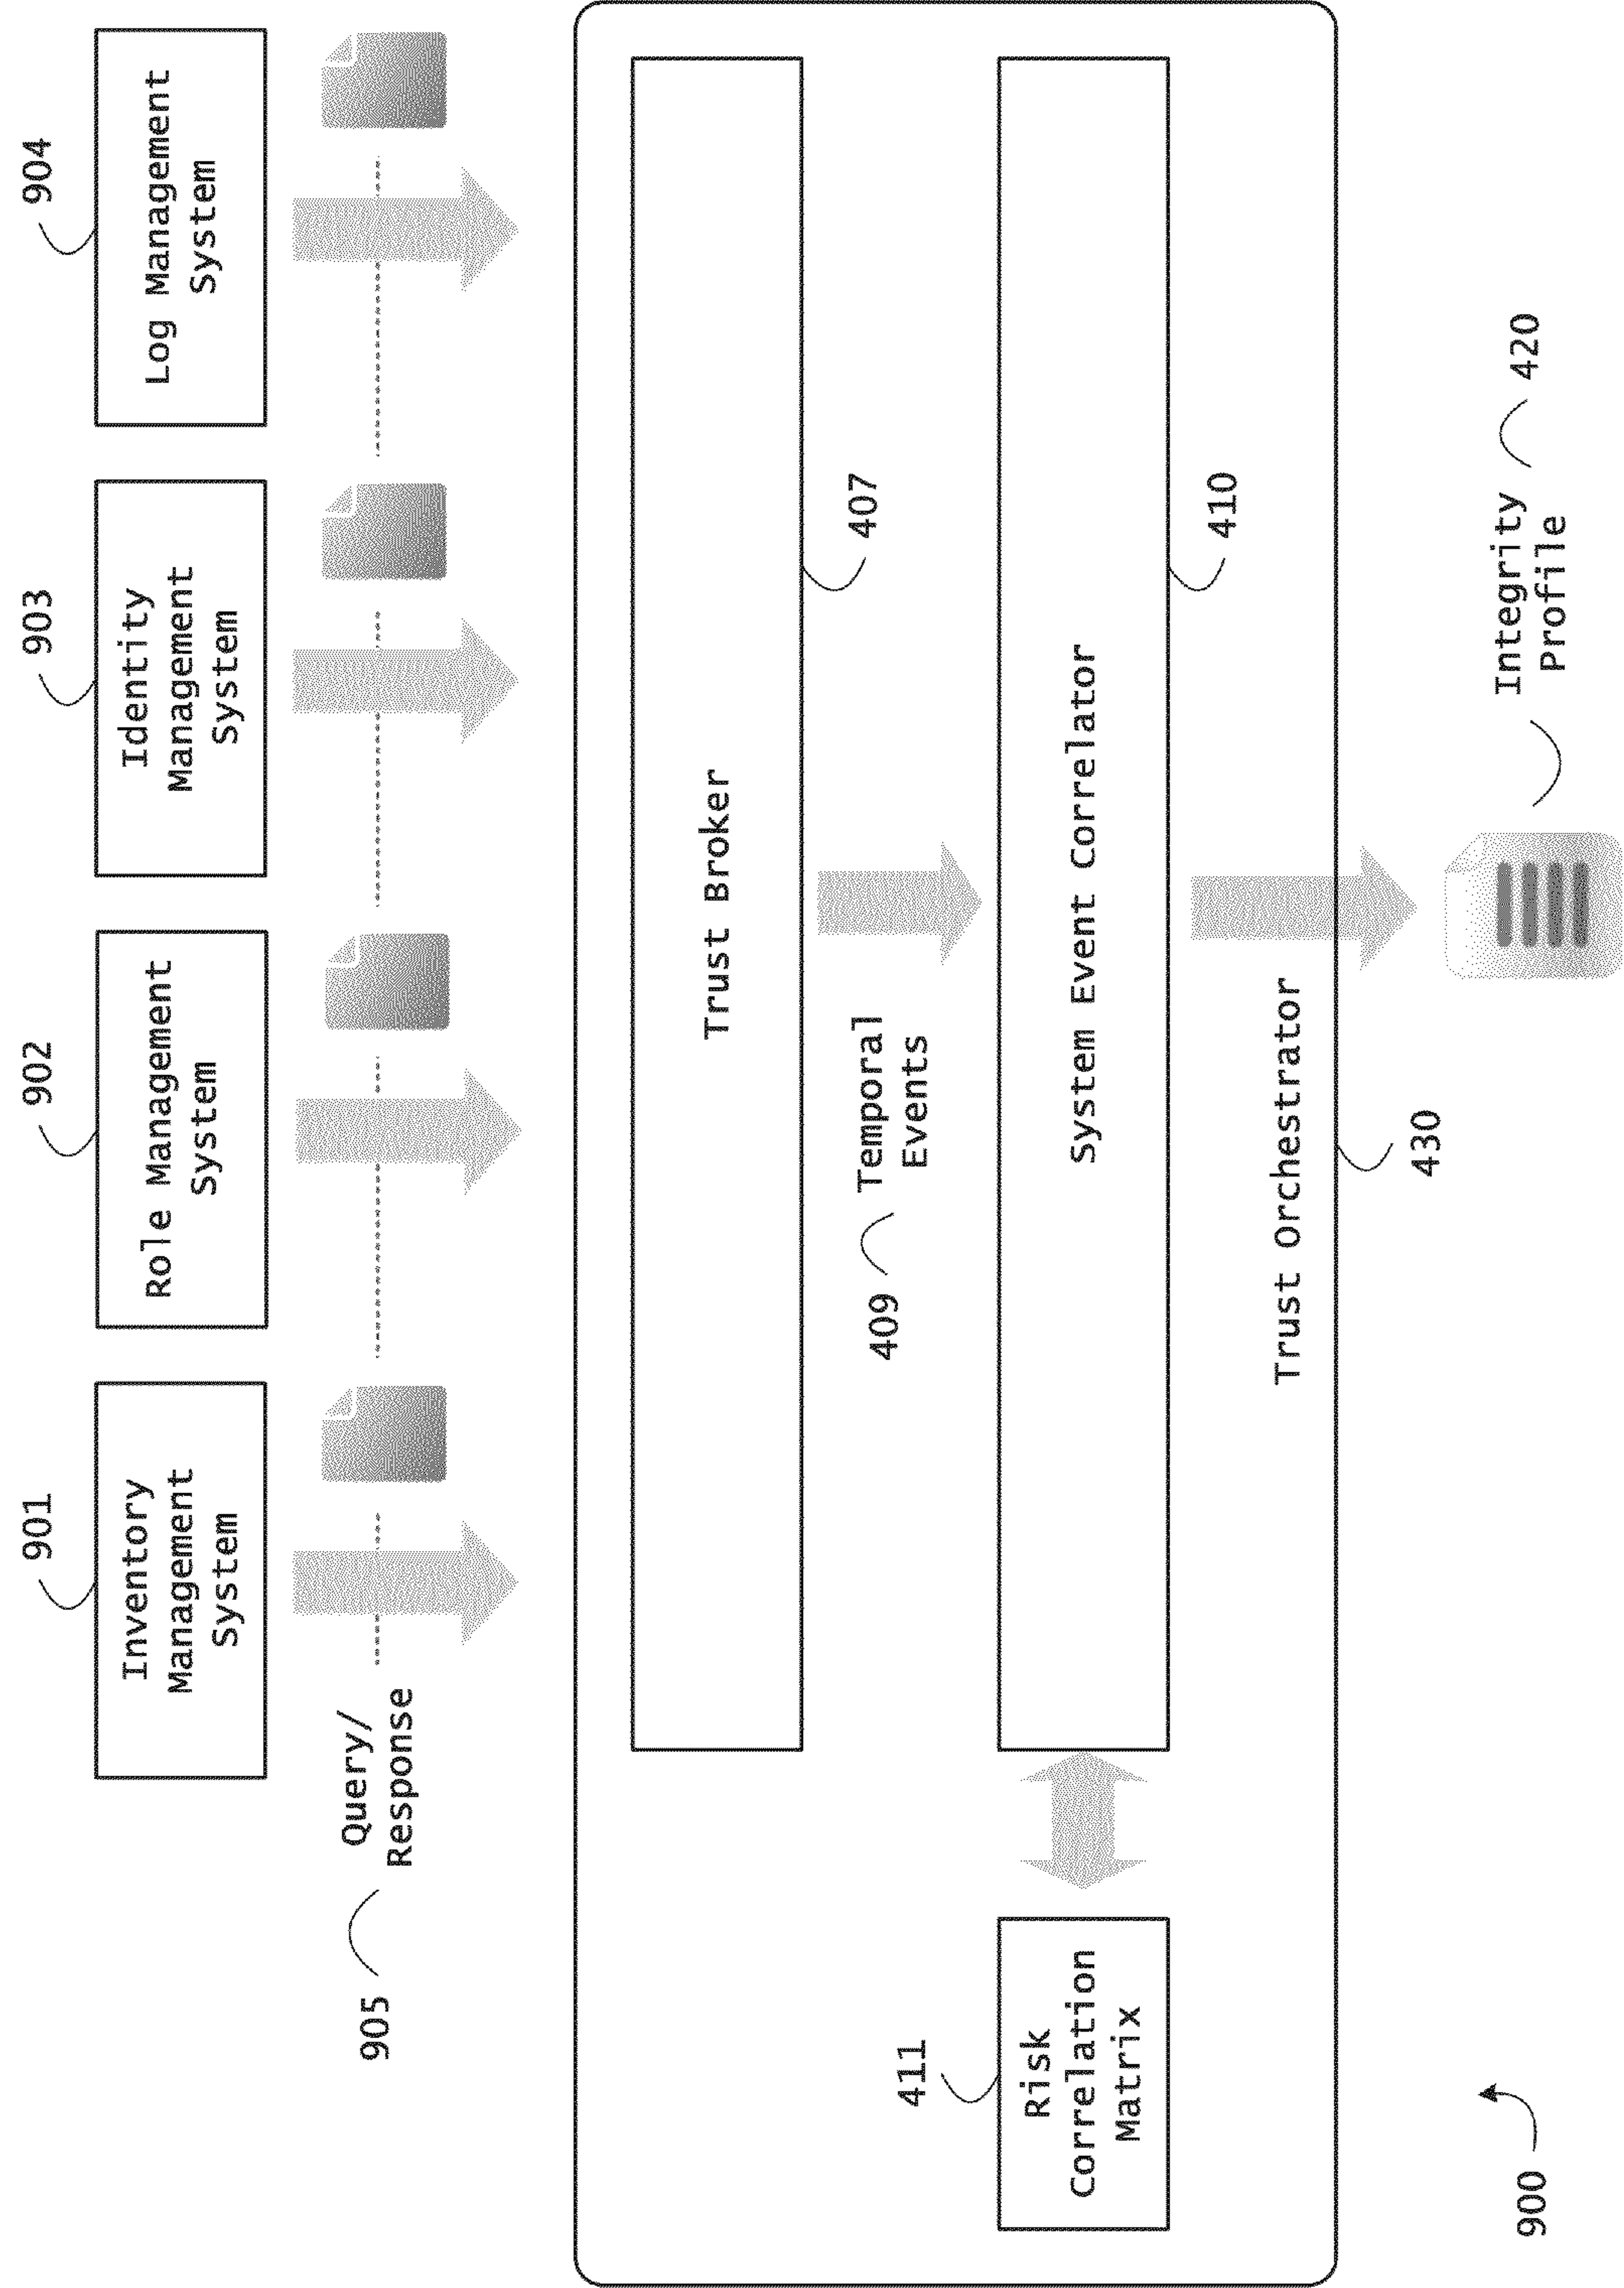 901
902
903
904
Inventory
Management
System
Role Management
System
Identity
Management
System
Log Management
System
905
Query/
Response
Trust Broker
407
409
Temporal
Events
411
Risk
Correlation
Matrix
System Event Correlator
410
Trust Orchestrator
430
Integrity
Profile
420
900